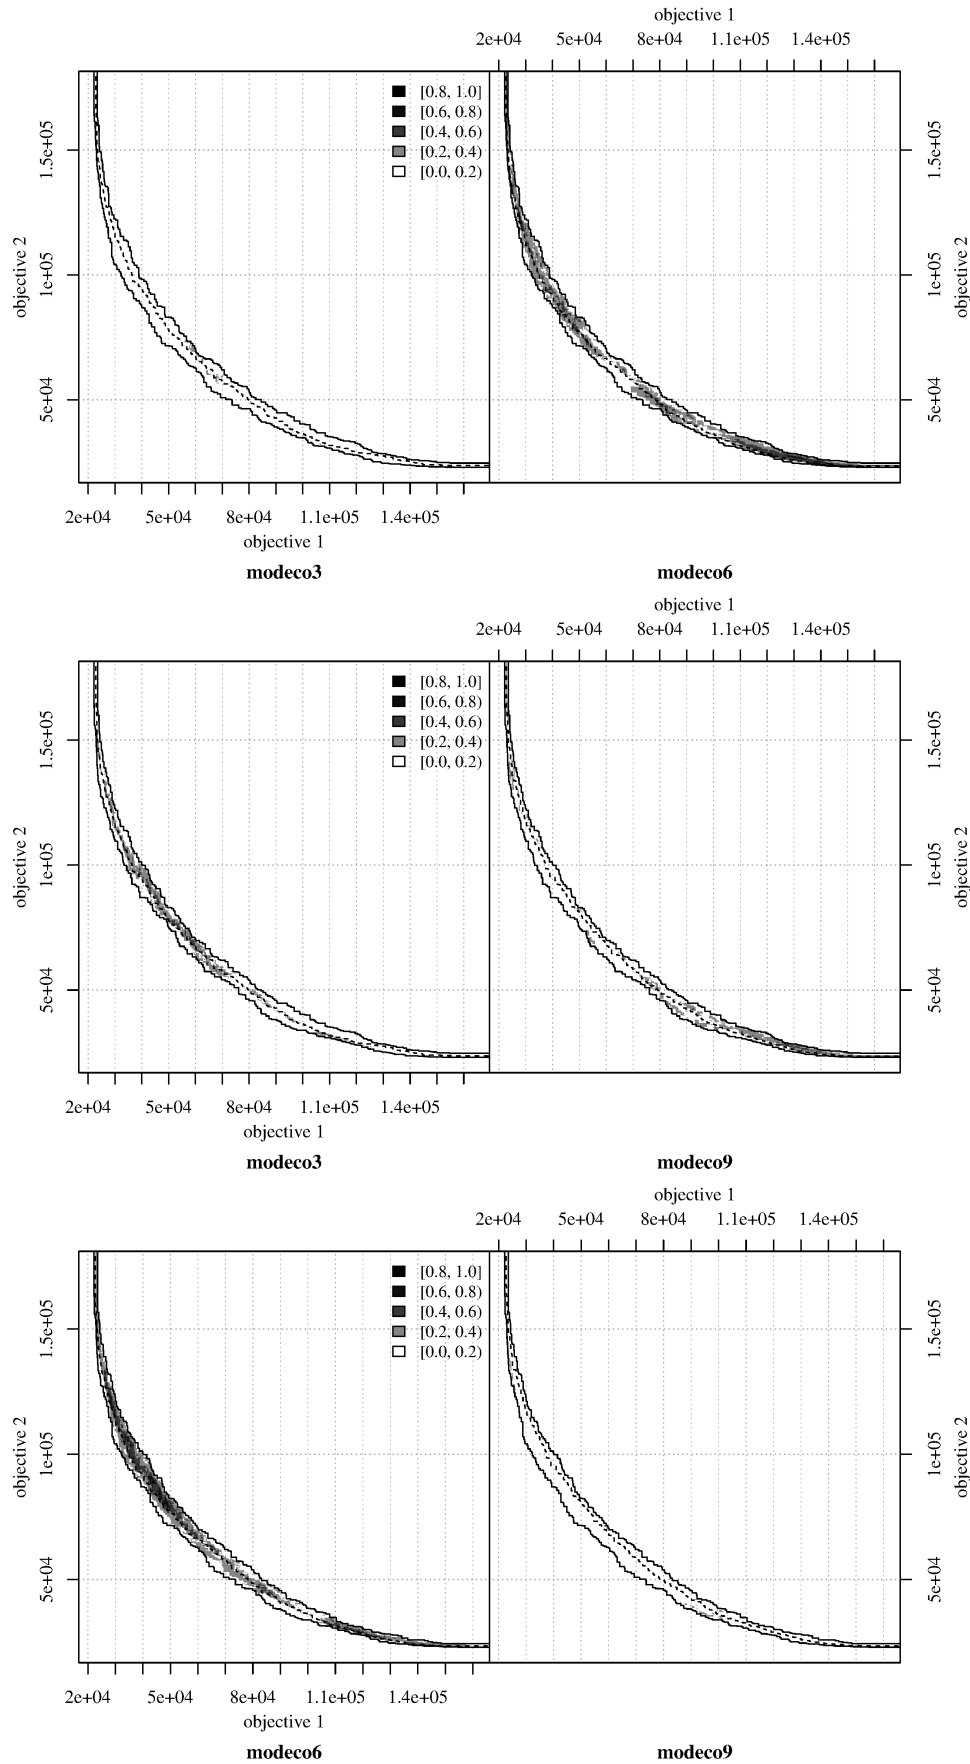 objective 1
2e+04 5e+04 8e+04 1.1e+05 1.4e+05
[0.8, 1.0]
[0.6, 0.8)
[0.4, 0.6)
[0.2, 0.4)
[0.0, 0.2)
objective 2
5e+04 1e+05 1.5e+05
5e+04 1e+05 1.5e+05
objective 2
2e+04 5e+04 8e+04 1.1e+05 1.4e+05
objective 1
modeco3 modeco6
objective 1
2e+04 5e+04 8e+04 1.1e+05 1.4e+05
[0.8, 1.0]
[0.6, 0.8)
[0.4, 0.6)
[0.2, 0.4)
[0.0, 0.2)
objective 2
5e+04 1e+05 1.5e+05
5e+04 1e+05 1.5e+05
objective 2
2e+04 5e+04 8e+04 1.1e+05 1.4e+05
objective 1
modeco3 modeco9
objective 1
2e+04 5e+04 8e+04 1.1e+05 1.4e+05
[0.8, 1.0]
[0.6, 0.8)
[0.4, 0.6)
[0.2, 0.4)
[0.0, 0.2)
objective 2
5e+04 1e+05 1.5e+05
5e+04 1e+05 1.5e+05
objective 2
2e+04 5e+04 8e+04 1.1e+05 1.4e+05
objective 1
modeco6 modeco9